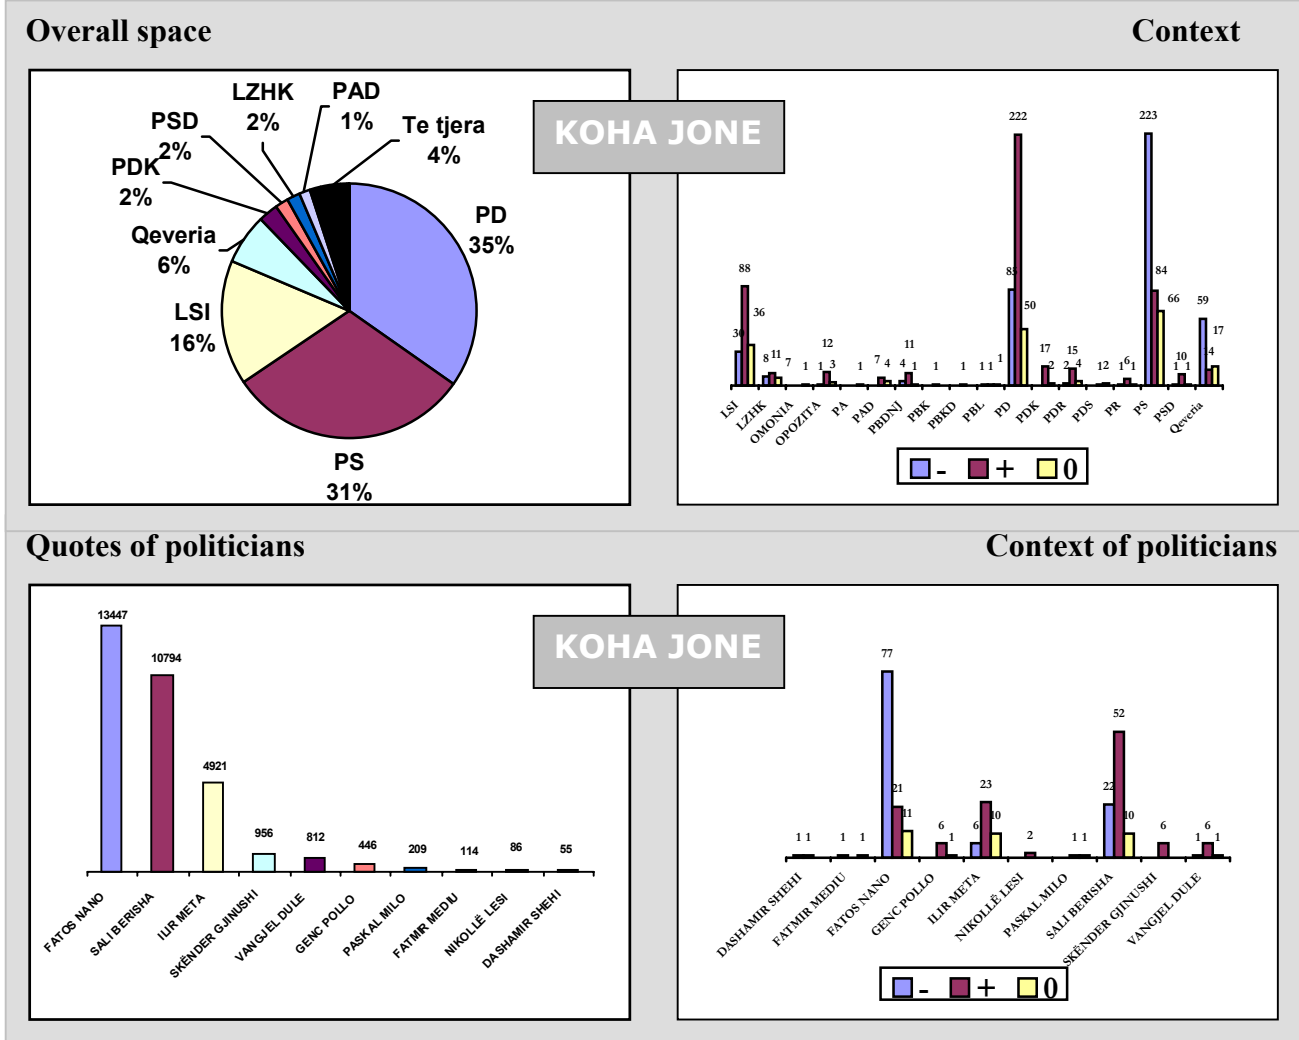 Overall space
Context
KOHA JONE
LZHK
2%
PAD
1%
PSD
2%
Te tjera
4%
PDK
2%
Qeveria
6%
PD
35%
LSI
16%
PS
31%
30 88 36
8 11 7
1
1 12 3
1
7 4
4 11 1
1
1
1 1
1 85 222 50
17 2
2 15 4
1 2
1 6 1
223 84 66
1 10 1
59 4 17
LSI
LZHK
OMONIA
OPOZITA
PA
PAD
PBDNJ
PBK
PBKD
PBL
PD
PDK
PDR
PDS
PR
PS
PSD
Qeveria
- + 0
Quotes of politicians
Context of politicians
KOHA JONE
13447
10794
4921
956
812
446
209
114
86
55
FATOS NANO
SALI BERISHA
ILIR META
SKËNDER GJINUSHI
VANGJEL DULE
GENC POLLO
PASKAL MILO
FATMIR MEDIU
NIKOLLË LESI
DASHAMIR SHEHI
1 1
1 1
77 21 11
6 1
6 23 10
2
1 1
22 52 10
6
1 6 1
DASHAMIR SHEHI
FATMIR MEDIU
FATOS NANO
GENC POLLO
ILIR META
NIKOLLË LESI
PASKAL MILO
SALI BERISHA
SKËNDER GJINUSHI
VANGJEL DULE
- + 0